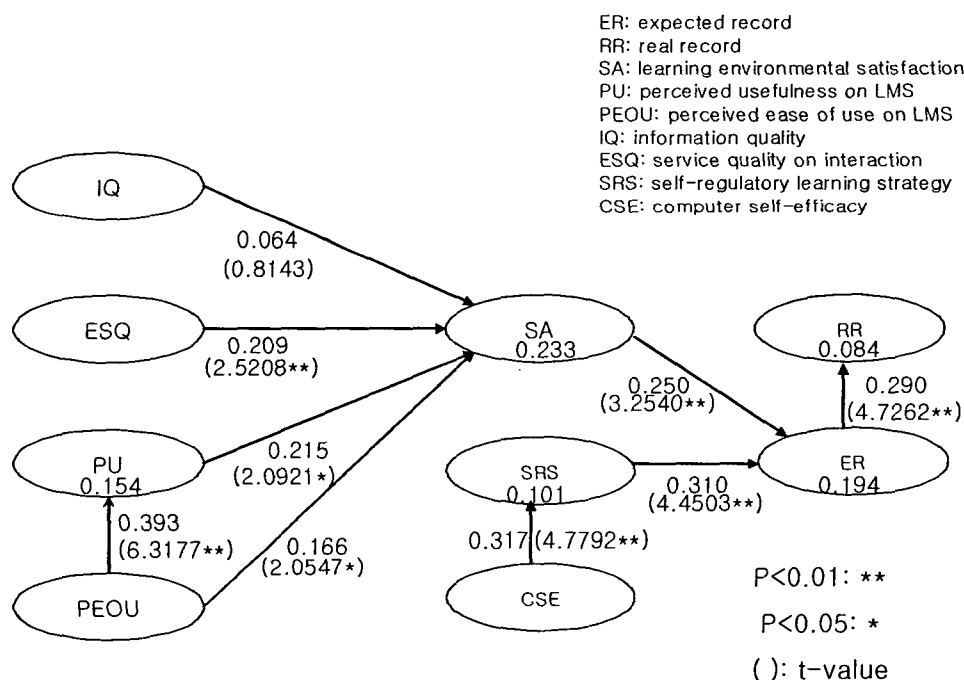 ER: expected record
RR: real record
SA: learning environmental satisfaction
PU: perceived usefulness on LMS
PEOU: perceived ease of use on LMS
IQ: information quality
ESQ: service quality on interaction
SRS: self-regulatory learning strategy
CSE: computer self-efficacy
IQ
0.064
(0.8143)
ESQ
0.209
(2.5208**)
SA
0.233
RR
0.084
0.250
(3.2540**)
0.290
(4.7262**)
PU
0.154
0.215
(2.0921*)
SRS
0.101
0.310
(4.4503**)
ER
0.194
0.393
(6.3177**)
0.166
(2.0547*)
0.317 (4.7792**)
PEOU
CSE
P<0.01: **
P<0.05: *
( ): t-value